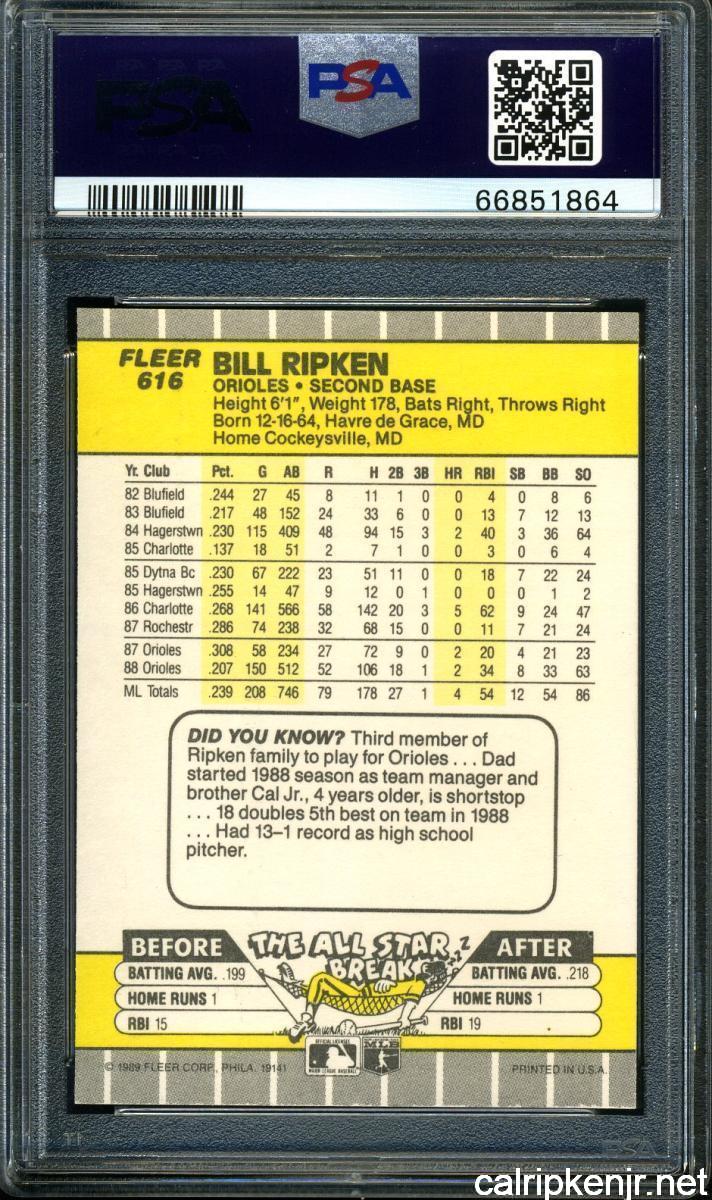 PSA
PSA
66851864
FLEER
616
BILL RIPKEN
ORIOLES • SECOND BASE
Height 6'1", Weight 178, Bats Right, Throws Right
Born 12-16-64, Havre de Grace, MD
Home Cockeysville, MD
Yr. Club Pct. G AB R H 2B 3B HR RBI SB BB SO
82 Blufield .244 27 45 8 11 1 0 0 4 0 8 6
83 Blufield .217 48 152 24 33 6 0 0 13 7 12 13
84 Hagerstwn .230 115 409 48 94 15 3 2 40 3 36 64
85 Charlotte .137 18 51 2 7 1 0 0 3 0 6 4
85 Dytna Bc .230 67 222 23 51 11 0 0 18 7 22 24
85 Hagerstwn .255 14 47 9 12 0 1 0 0 0 1 2
86 Charlotte .268 141 566 58 142 20 3 5 62 9 24 47
87 Rochestr .286 74 238 32 68 15 0 0 11 7 21 24
87 Orioles .308 58 234 27 72 9 0 2 20 4 21 23
88 Orioles .207 150 512 52 106 18 1 2 34 8 33 63
ML Totals .239 208 746 79 178 27 1 4 54 12 54 86
DID YOU KNOW? Third member of
Ripken family to play for Orioles . . . Dad
started 1988 season as team manager and
brother Cal Jr., 4 years older, is shortstop
. . . 18 doubles 5th best on team in 1988
. . . Had 13–1 record as high school
pitcher.
BEFORE THE ALL STAR BREAK AFTER
Z Z Z
BATTING AVG. .199 BATTING AVG. .218
HOME RUNS 1 HOME RUNS 1
RBI 15 RBI 19
OFFICIAL LICENSEE
MAJOR LEAGUE BASEBALL
MLB
© 1989 FLEER CORP., PHILA. 19141 PRINTED IN U.S.A.
PSA
calripkenjr.net